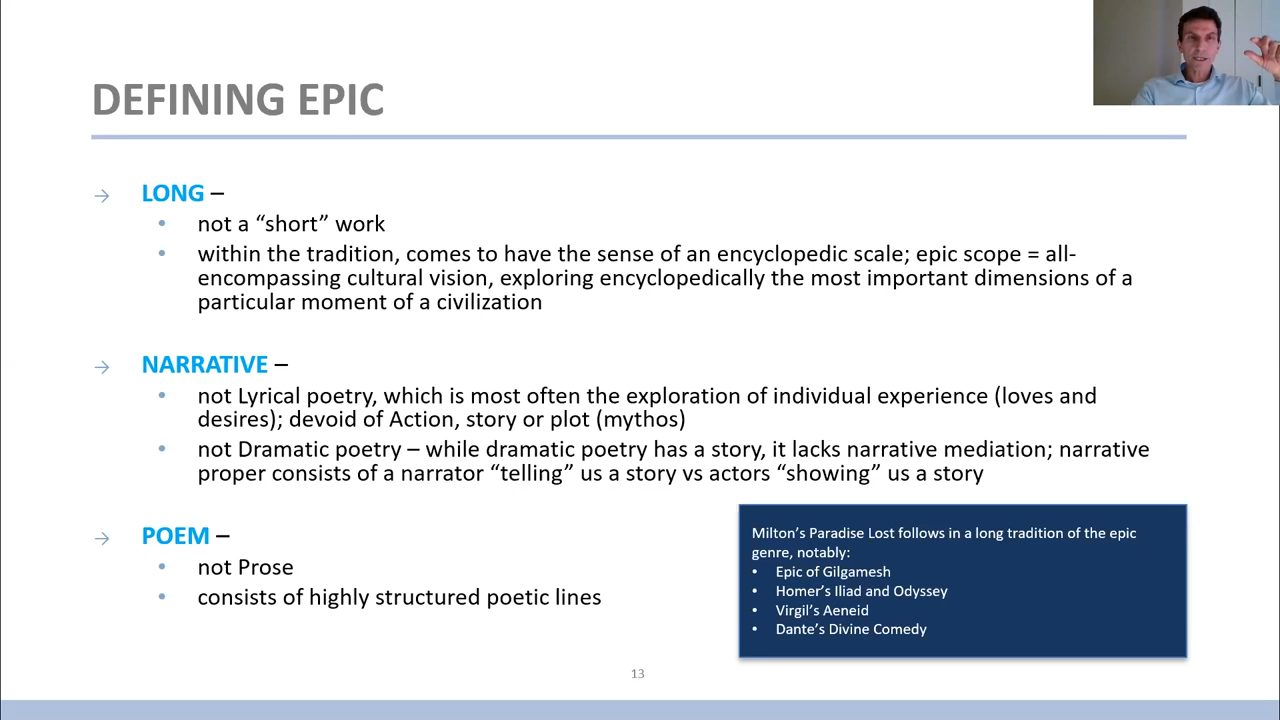 DEFINING EPIC
→ LONG –
• not a “short” work
• within the tradition, comes to have the sense of an encyclopedic scale; epic scope = all-
encompassing cultural vision, exploring encyclopedically the most important dimensions of a
particular moment of a civilization
→ NARRATIVE –
• not Lyrical poetry, which is most often the exploration of individual experience (loves and
desires); devoid of Action, story or plot (mythos)
• not Dramatic poetry – while dramatic poetry has a story, it lacks narrative mediation; narrative
proper consists of a narrator “telling” us a story vs actors “showing” us a story
→ POEM –
• not Prose
• consists of highly structured poetic lines
Milton’s Paradise Lost follows in a long tradition of the epic
genre, notably:
• Epic of Gilgamesh
• Homer’s Iliad and Odyssey
• Virgil’s Aeneid
• Dante’s Divine Comedy
13